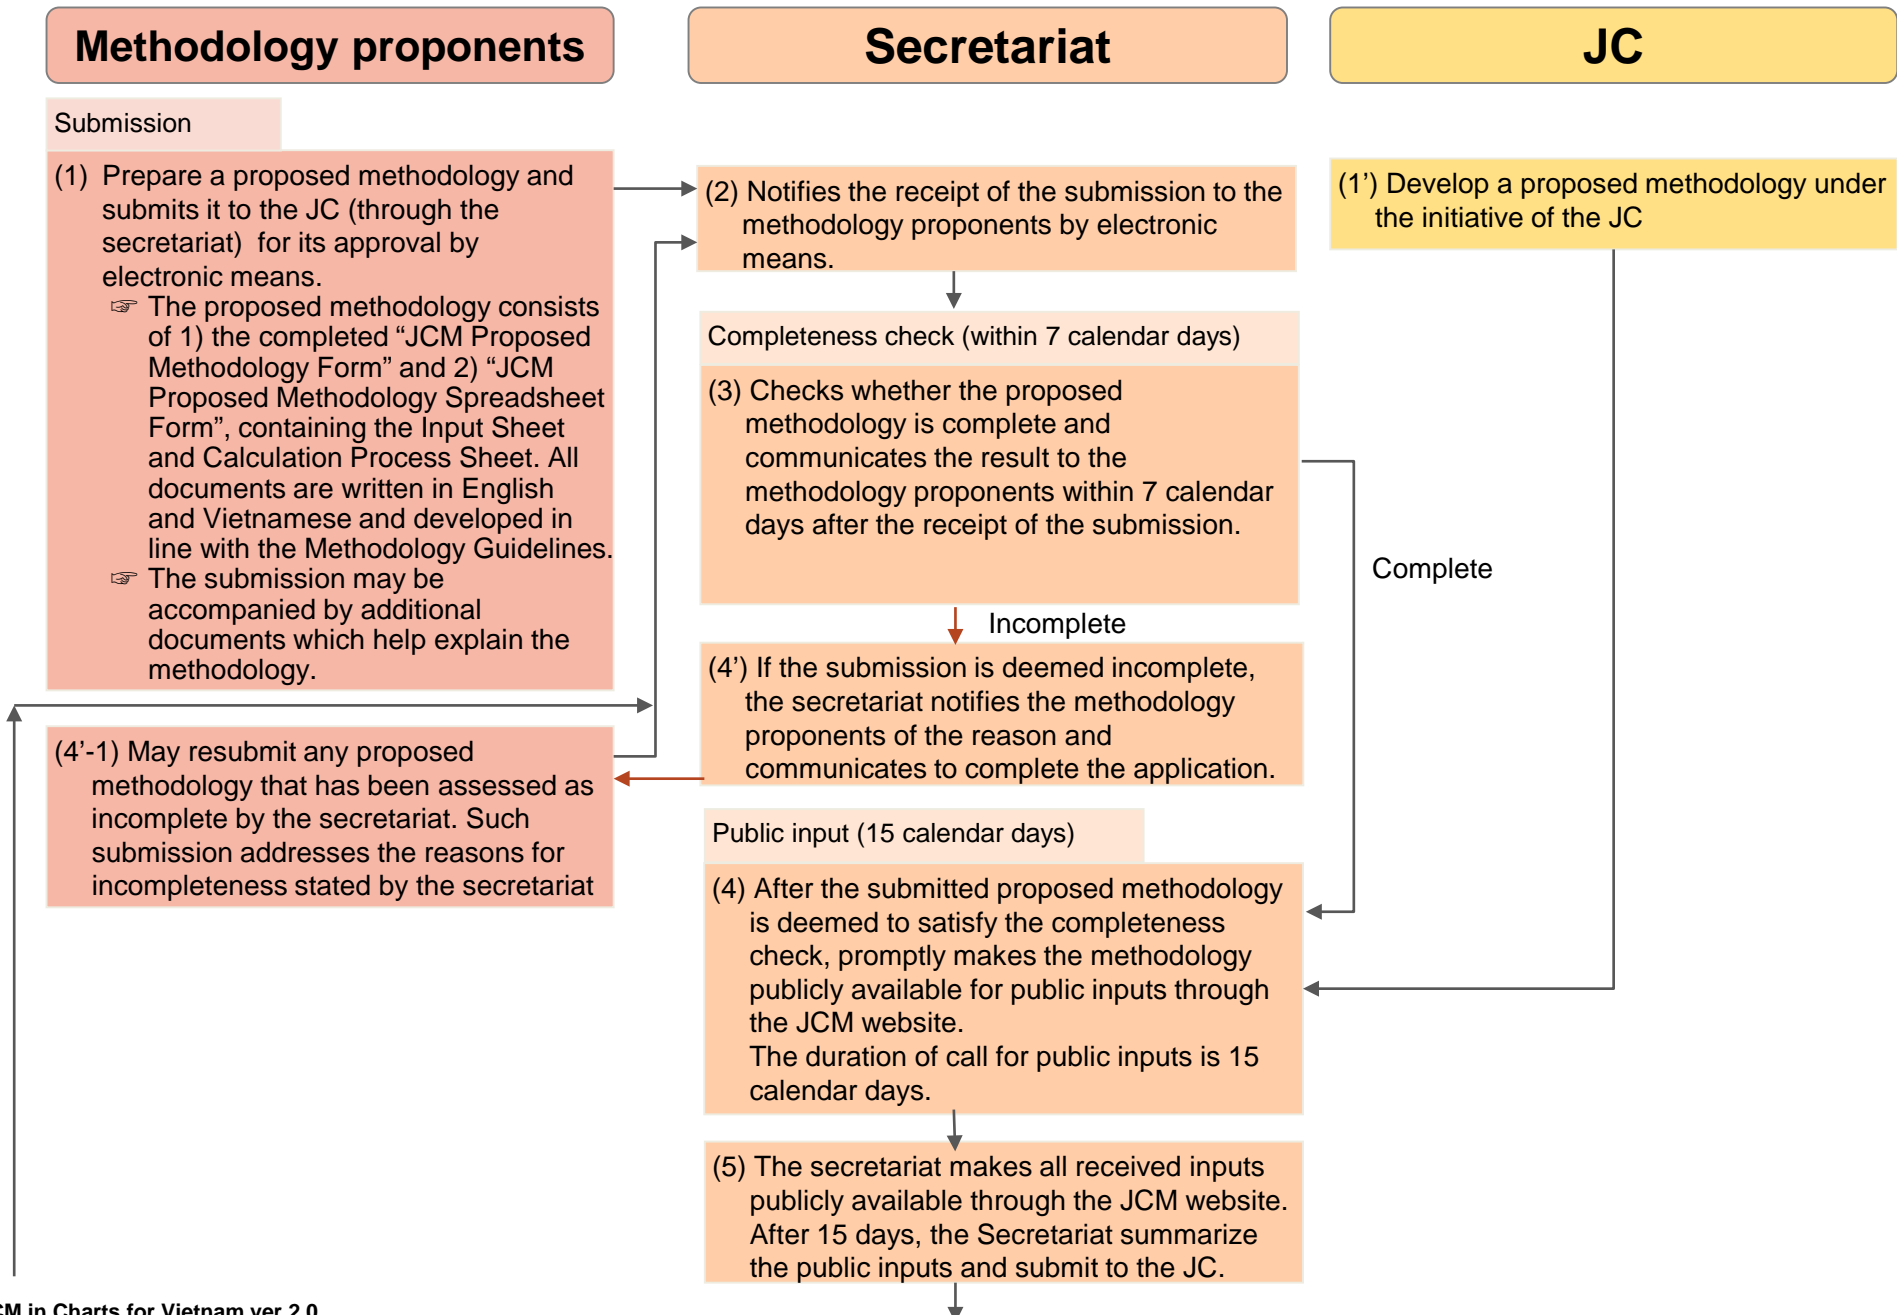 Methodology proponents
Secretariat
JC
Submission
(1) Prepare a proposed methodology and
submits it to the JC (through the
secretariat) for its approval by
electronic means.
☞ The proposed methodology consists
of 1) the completed “JCM Proposed
Methodology Form” and 2) “JCM
Proposed Methodology Spreadsheet
Form”, containing the Input Sheet
and Calculation Process Sheet. All
documents are written in English
and Vietnamese and developed in
line with the Methodology Guidelines.
☞ The submission may be
accompanied by additional
documents which help explain the
methodology.
(4’-1) May resubmit any proposed
methodology that has been assessed as
incomplete by the secretariat. Such
submission addresses the reasons for
incompleteness stated by the secretariat
(2) Notifies the receipt of the submission to the
methodology proponents by electronic
means.
Completeness check (within 7 calendar days)
(3) Checks whether the proposed
methodology is complete and
communicates the result to the
methodology proponents within 7 calendar
days after the receipt of the submission.
Incomplete
(4’) If the submission is deemed incomplete,
the secretariat notifies the methodology
proponents of the reason and
communicates to complete the application.
Public input (15 calendar days)
(4) After the submitted proposed methodology
is deemed to satisfy the completeness
check, promptly makes the methodology
publicly available for public inputs through
the JCM website.
The duration of call for public inputs is 15
calendar days.
(5) The secretariat makes all received inputs
publicly available through the JCM website.
After 15 days, the Secretariat summarize
the public inputs and submit to the JC.
(1’) Develop a proposed methodology under
the initiative of the JC
Complete
CM in Charts for Vietnam ver 2.0